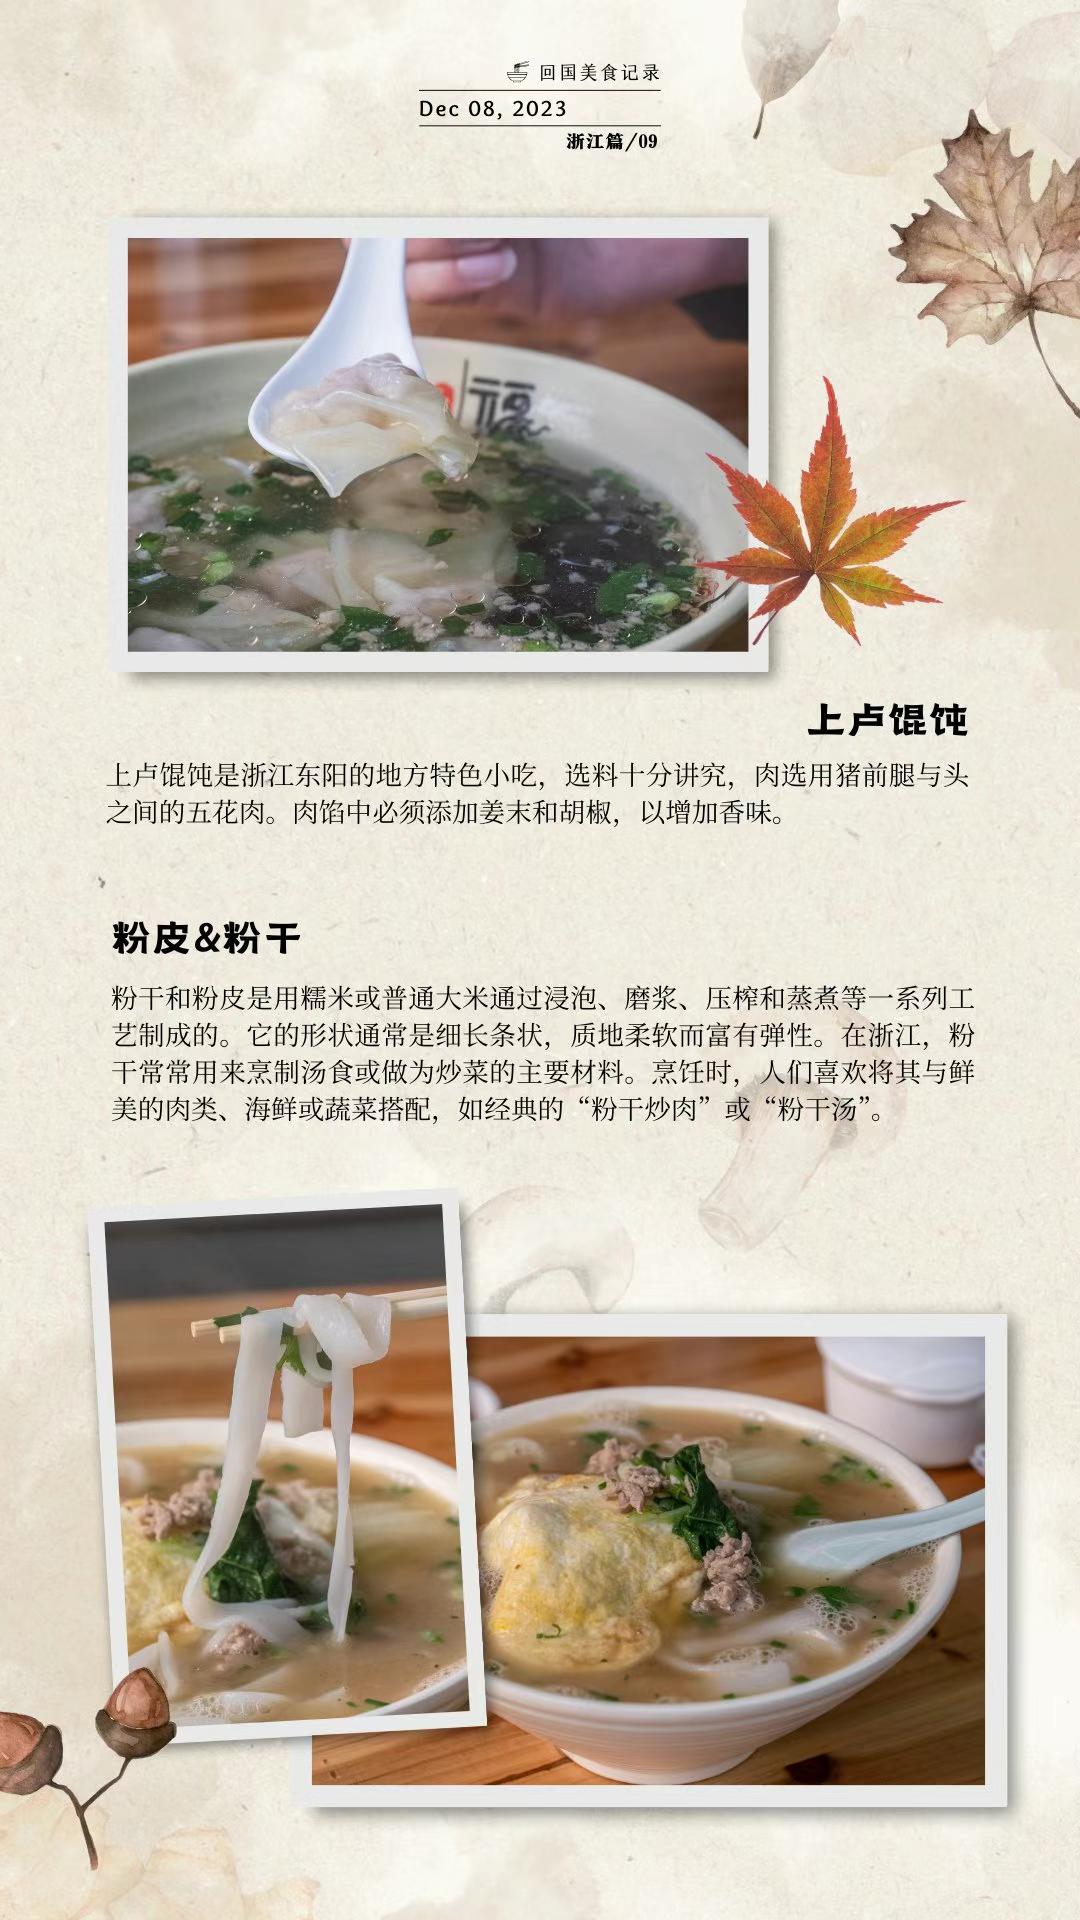 回国美食记录
Dec 08, 2023
浙江篇/09
福
上卢馄饨
上卢馄饨是浙江东阳的地方特色小吃，选料十分讲究，肉选用猪前腿与头
之间的五花肉。肉馅中必须添加姜末和胡椒，以增加香味。
粉皮&粉干
粉干和粉皮是用糯米或普通大米通过浸泡、磨浆、压榨和蒸煮等一系列工
艺制成的。它的形状通常是细长条状，质地柔软而富有弹性。在浙江，粉
干常常用来烹制汤食或做为炒菜的主要材料。烹饪时，人们喜欢将其与鲜
美的肉类、海鲜或蔬菜搭配，如经典的“粉干炒肉”或“粉干汤”。